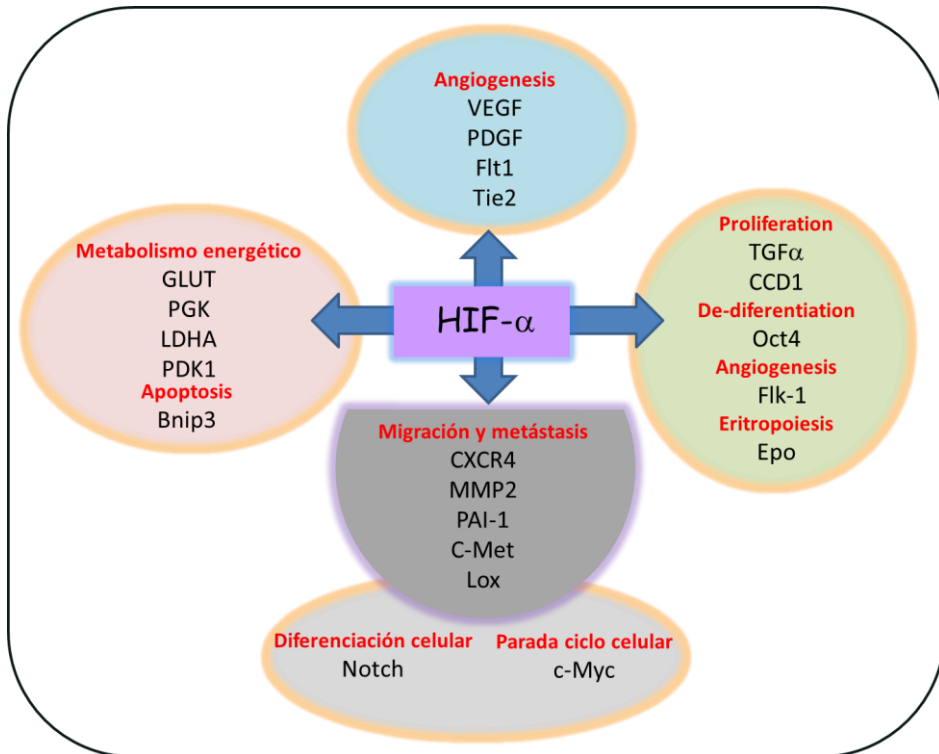 Angiogenesis
VEGF
PDGF
Flt1
Tie2
Metabolismo energético
GLUT
PGK
LDHA
PDK1
Apoptosis
Bnip3
HIF-α
Proliferation
TGFα
CCD1
De-diferentiation
Oct4
Angiogenesis
Flk-1
Eritropoiesis
Epo
Migración y metástasis
CXCR4
MMP2
PAI-1
C-Met
Lox
Diferenciación celular
Notch
Parada ciclo celular
c-Myc